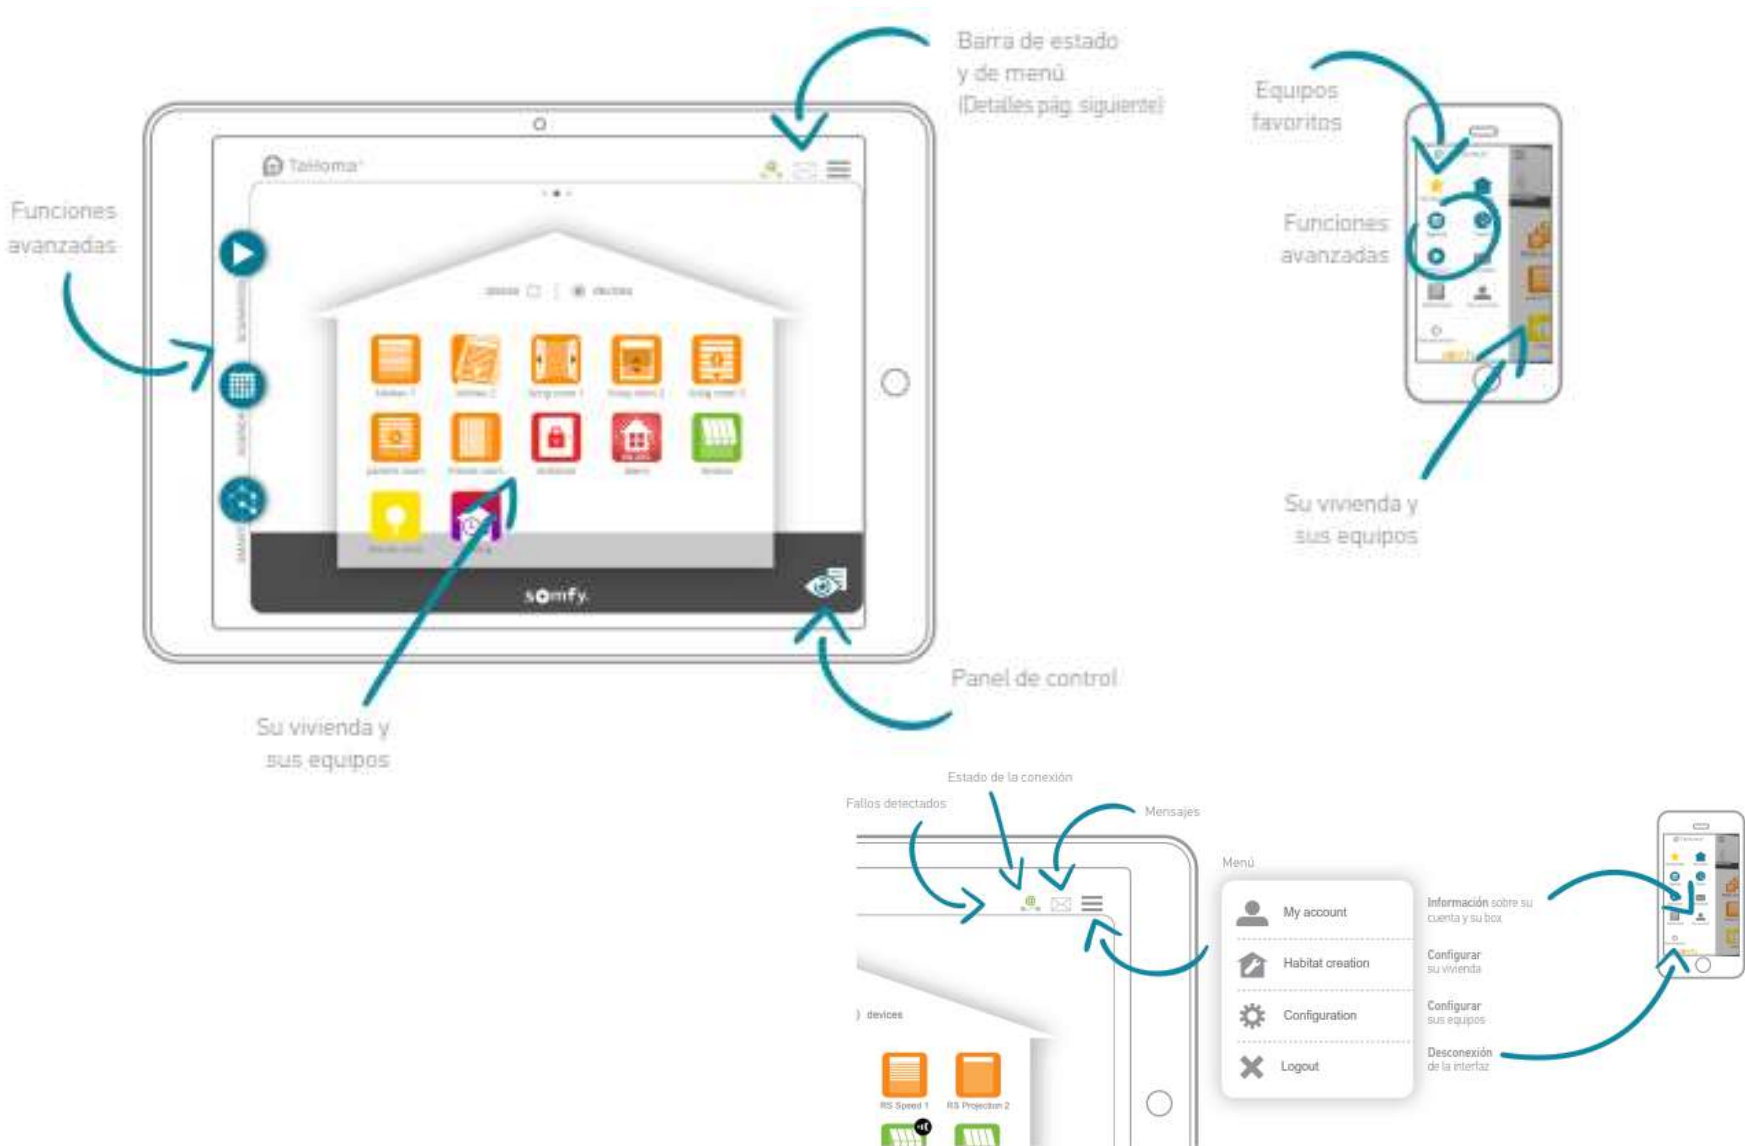 Barra de estado
y de menú
(Detalles pág. siguiente)
TaHoma
Funciones
avanzadas
devices
somfy.
Panel de control
Su vivienda y
sus equipos
Equipos
favoritos
Funciones
avanzadas
Su vivienda y
sus equipos
Estado de la conexión
Fallos detectados
Mensajes
devices
RS Speed 1
RS Projection 2
Menú
My account
Habitat creation
Configuration
Logout
Información sobre su
cuenta y su box
Configurar
su vivienda
Configurar
sus equipos
Desconexión
de la interfaz